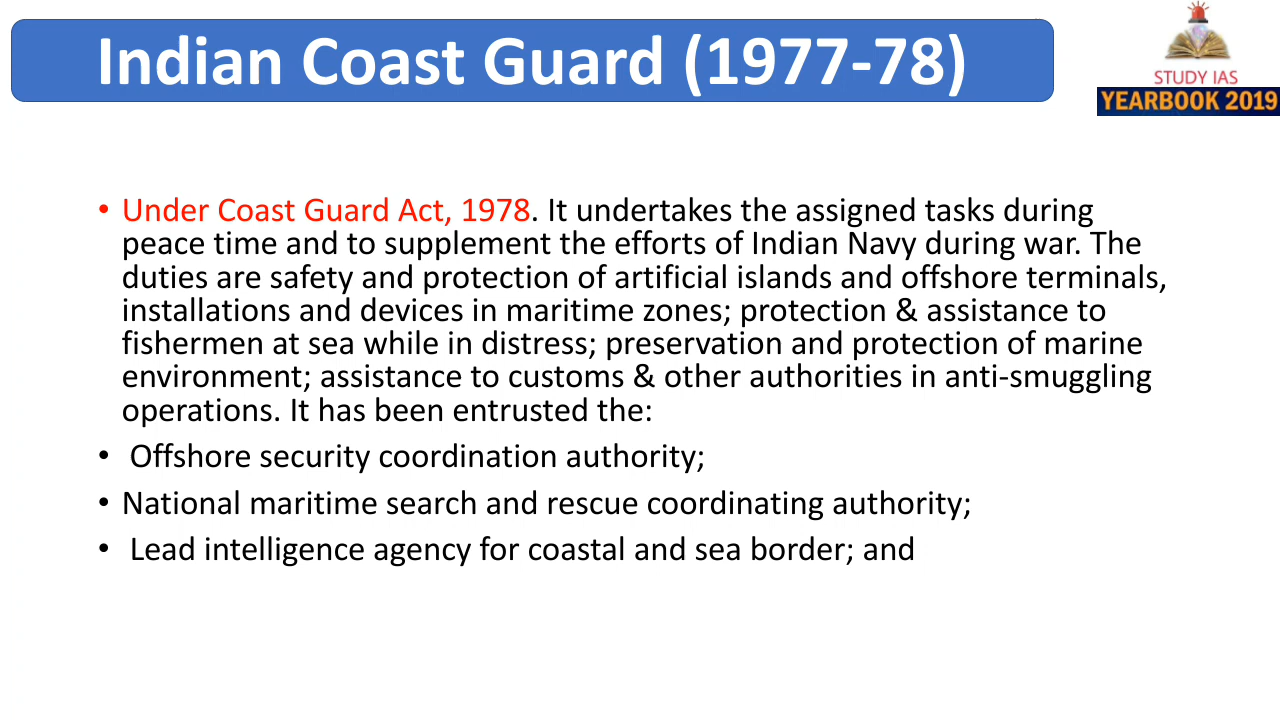 Indian Coast Guard (1977-78)
STUDY IAS
YEARBOOK 2019
• Under Coast Guard Act, 1978. It undertakes the assigned tasks during
peace time and to supplement the efforts of Indian Navy during war. The
duties are safety and protection of artificial islands and offshore terminals,
installations and devices in maritime zones; protection & assistance to
fishermen at sea while in distress; preservation and protection of marine
environment; assistance to customs & other authorities in anti-smuggling
operations. It has been entrusted the:
• Offshore security coordination authority;
• National maritime search and rescue coordinating authority;
• Lead intelligence agency for coastal and sea border; and